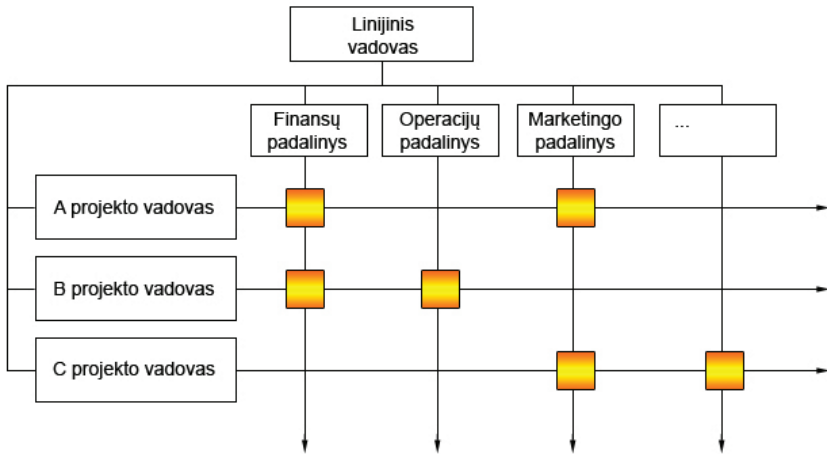 Linijinis
vadovas
Finansų
padalinys
Operacijų
padalinys
Marketingo
padalinys
...
A projekto vadovas
B projekto vadovas
C projekto vadovas